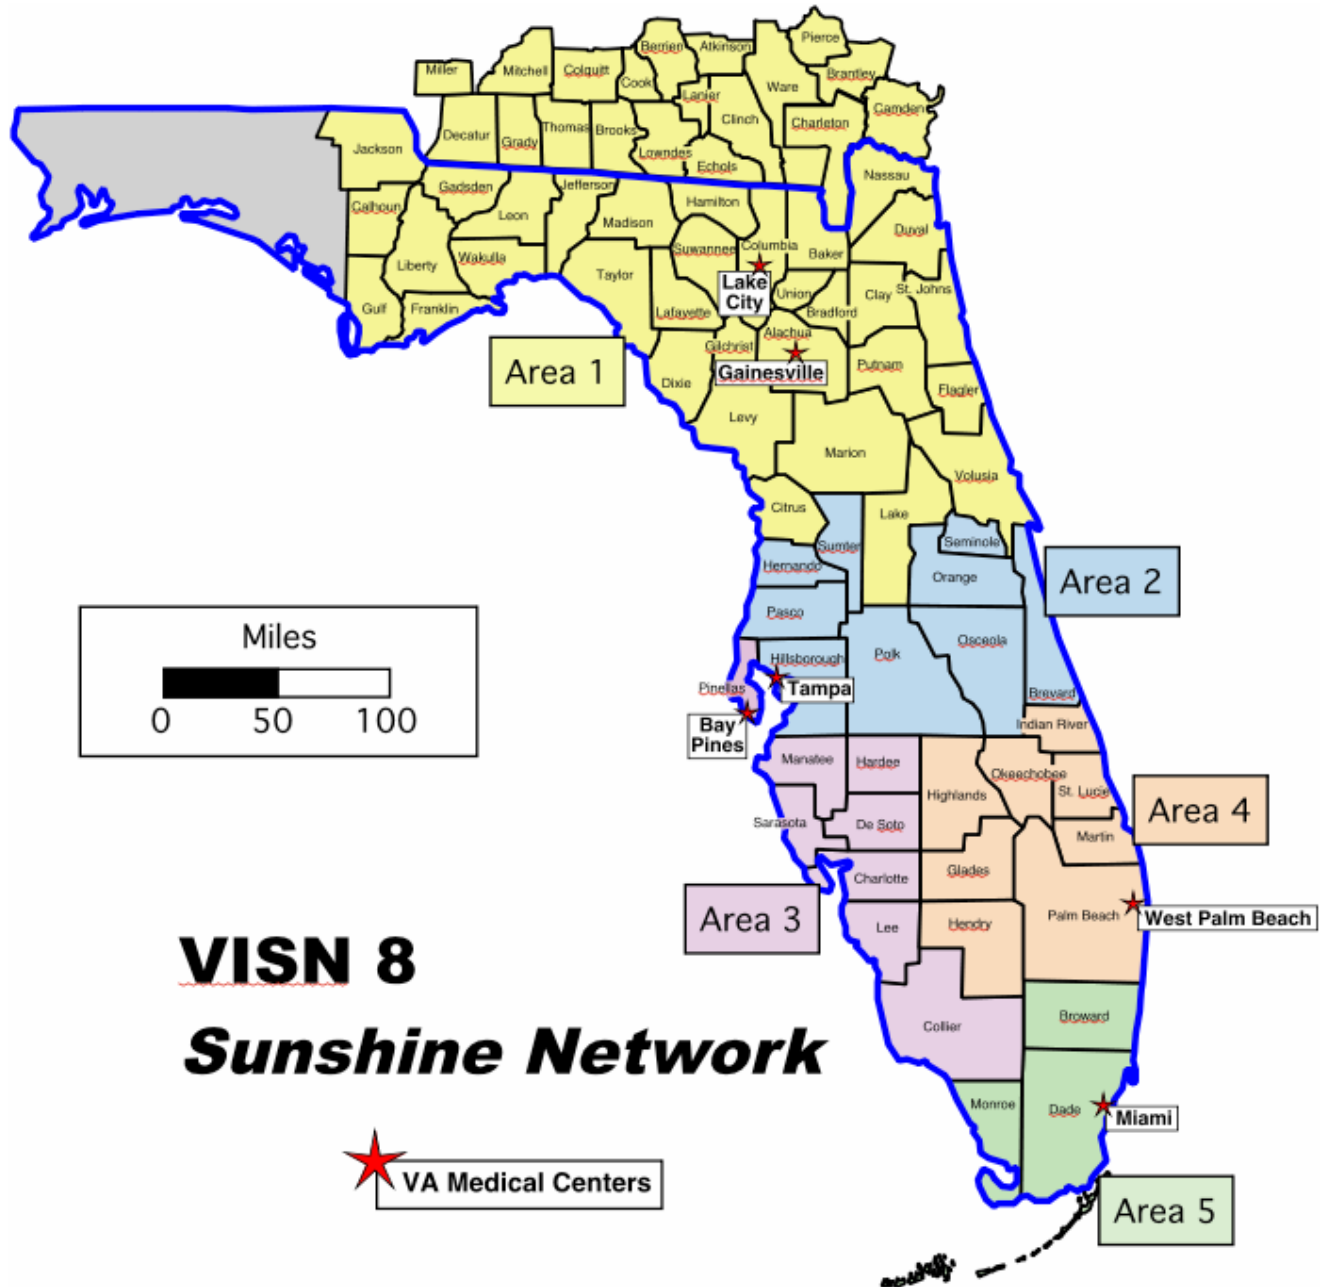 Pierce
Berrien
Atkinson
Miller
Mitchell
Colquitt
Cook
Ware
Brantley
Lanier
Camden
Clinch
Charleton
Decatur
Grady
Thomas
Brooks
Lowndes
Echols
Jackson
Nassau
Gadsden
Jefferson
Calhoun
Leon
Madison
Hamilton
Duval
Suwannee
Columbia
Baker
Liberty
Wakulla
Taylor
Lake
City
Union
Clay
St. Johns
Gulf
Franklin
Lafayette
Bradford
Alachua
Gilchrist
Gainesville
Putnam
Area 1
Dixie
Flagler
Levy
Marion
Volusia
Citrus
Lake
Sumter
Seminole
Hernando
Orange
Area 2
Pasco
Miles
0 50 100
Hillsborough
Polk
Osceola
Pinellas
Tampa
Brevard
Bay
Pines
Indian River
Manatee
Hardee
Okeechobee
Highlands
St. Lucie
Area 4
Sarasota
De Soto
Martin
Charlotte
Glades
Area 3
Lee
Hendry
Palm Beach
West Palm Beach
VISN 8
Sunshine Network
Collier
Broward
Monroe
Dade
Miami
VA Medical Centers
Area 5